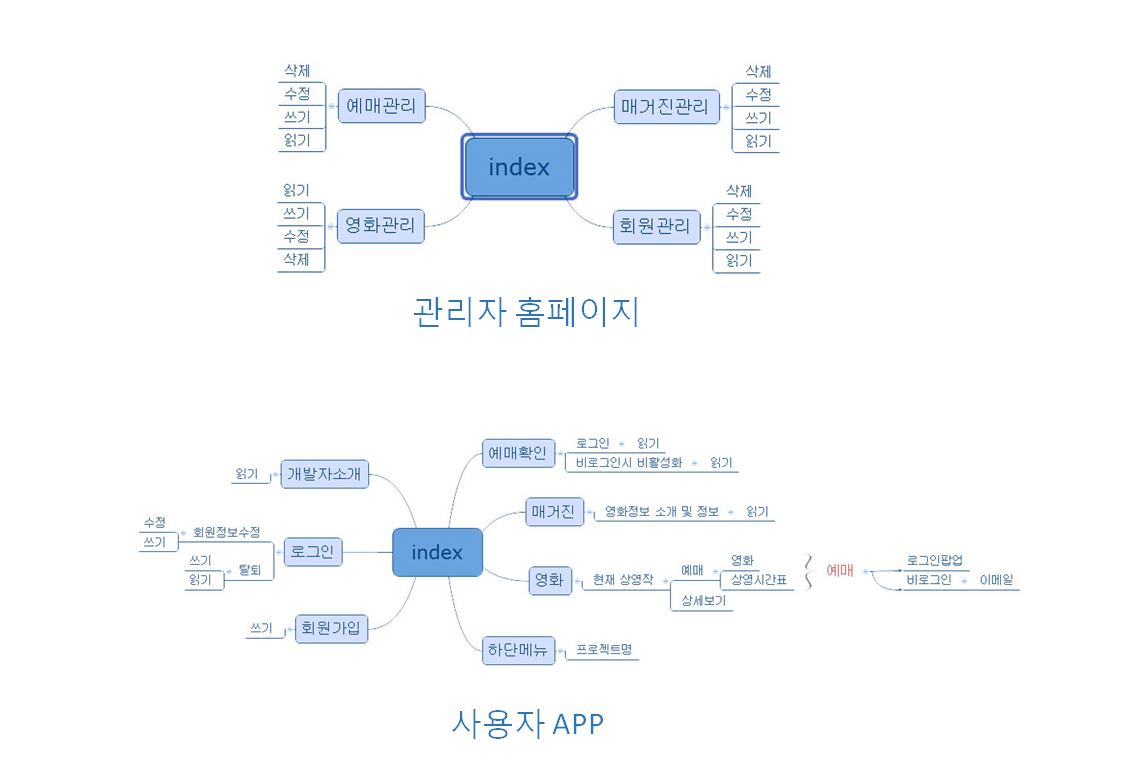 삭제
수정
쓰기
읽기
예매관리
읽기
쓰기
수정
삭제
영화관리
index
매거진관리
삭제
수정
쓰기
읽기
회원관리
삭제
수정
쓰기
읽기
관리자 홈페이지
읽기
개발자소개
수정
쓰기
회원정보수정
쓰기
읽기
탈퇴
로그인
쓰기
회원가입
index
예매확인
로그인
읽기
비로그인시 비활성화
읽기
매거진
영화정보 소개 및 정보
읽기
영화
현재 상영작
예매
영화
상영시간표
상세보기
예매
로그인팝업
비로그인
이메일
하단메뉴
프로젝트명
사용자 APP